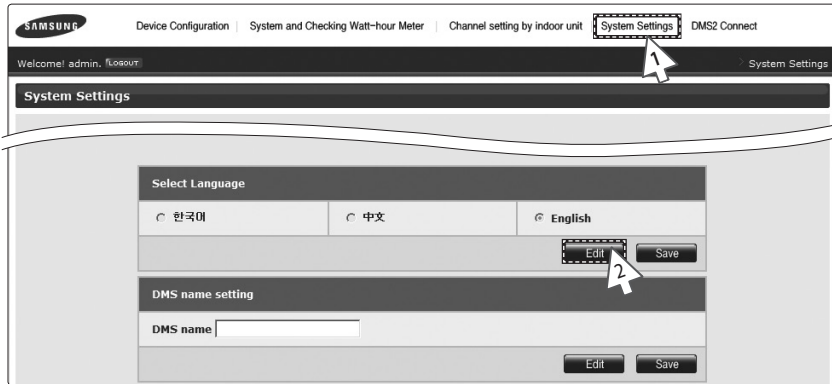 SAMSUNG
Device Configuration | System and Checking Watt-hour Meter | Channel setting by indoor unit System Settings DMS2 Connect
1
Welcome! admin. LOGOUT > System Settings
System Settings
Select Language
한국어 中文 English
Edit Save
2
DMS name setting
DMS name
Edit Save